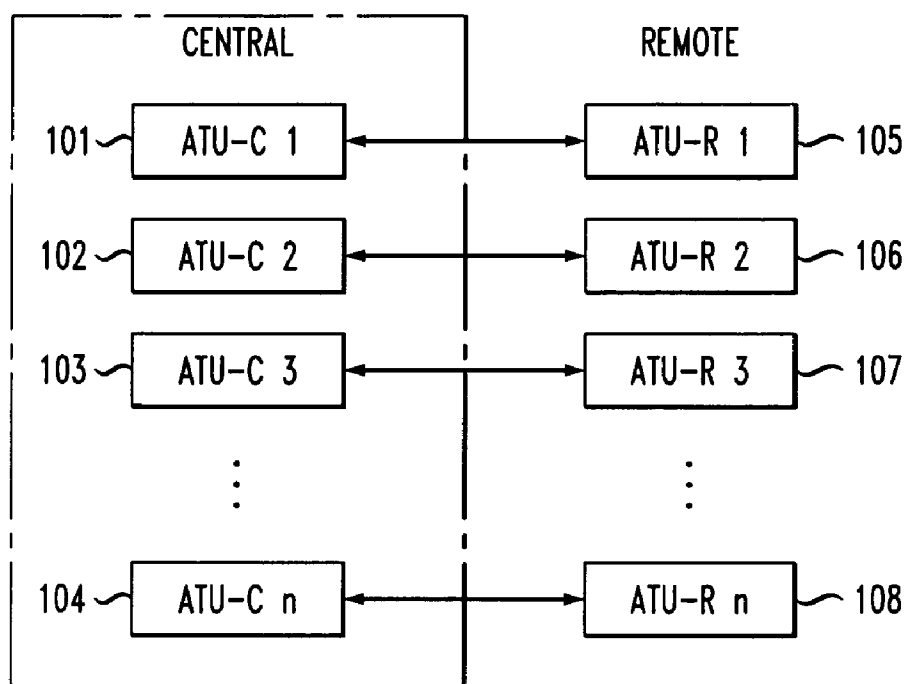 CENTRAL REMOTE
101 ATU-C 1 ATU-R 1 105
102 ATU-C 2 ATU-R 2 106
103 ATU-C 3 ATU-R 3 107
104 ATU-C n ATU-R n 108